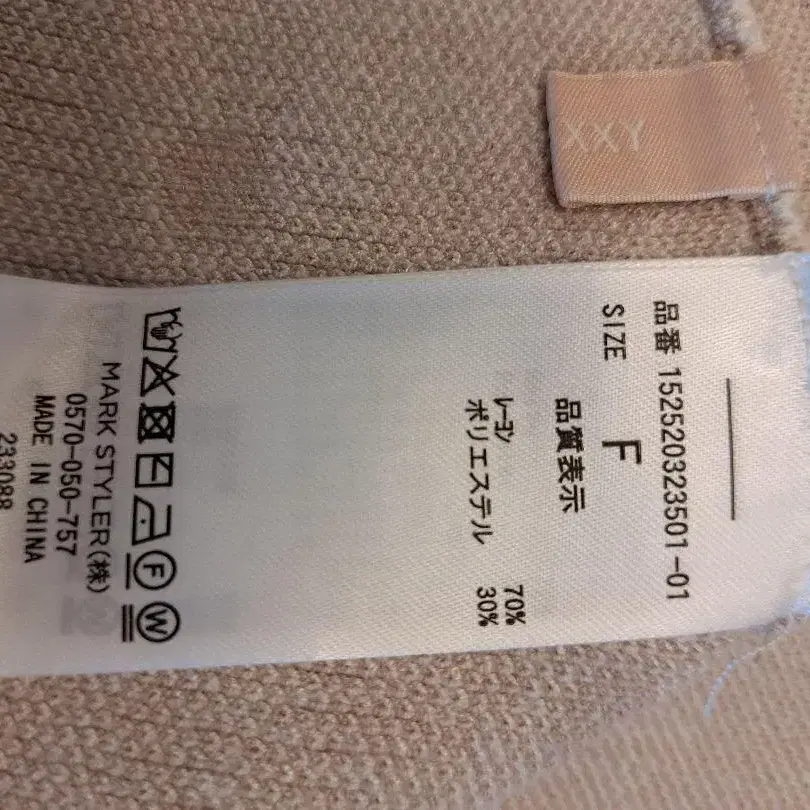 XXY
品番 152520323501-01
SIZE F
品質表示
レーヨン 70%
ポリエステル 30%
F W
MARK STYLER(株)
0570-050-757
MADE IN CHINA
233088